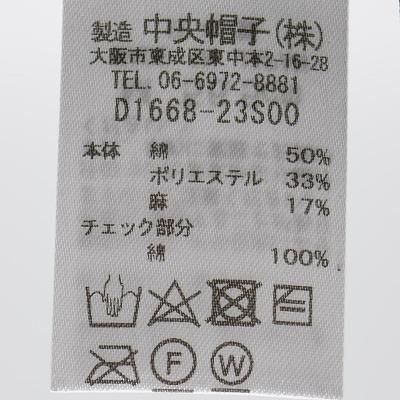 製造 中央帽子(株)
大阪市東成区東中本2-16-28
TEL. 06-6972-8881
D1668-23S00
本体 綿 50%
ポリエステル 33%
麻 17%
チェック部分
綿 100%
F W